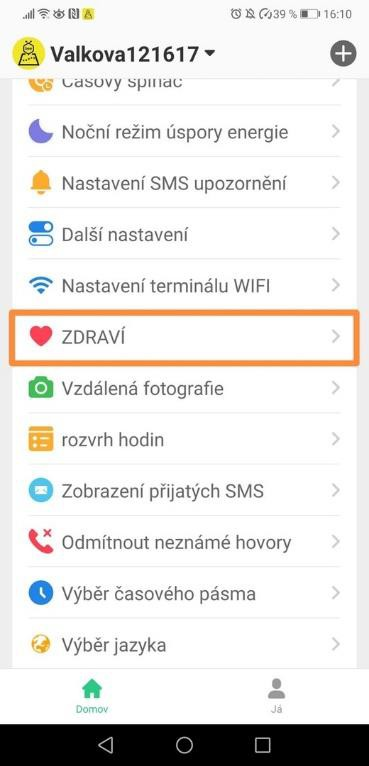 39 % 16:10
Valkova121617
Časový spínač
Noční režim úspory energie
Nastavení SMS upozornění
Další nastavení
Nastavení terminálu WIFI
ZDRAVÍ
Vzdálená fotografie
rozvrh hodin
Zobrazení přijatých SMS
Odmítnout neznámé hovory
Výběr časového pásma
Výběr jazyka
Domov
Já